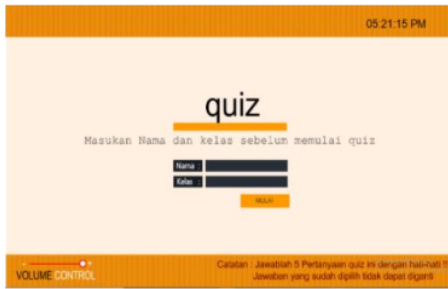 05:21:15 PM
quiz
Masukan Nama dan kelas sebelum memulai quiz
Nama :
Kelas :
MULAI
Catatan : Jawablah 5 Pertanyaan quiz ini dengan hati-hati !!
VOLUME CONTROL
Jawaban yang sudah dipilih tidak dapat diganti